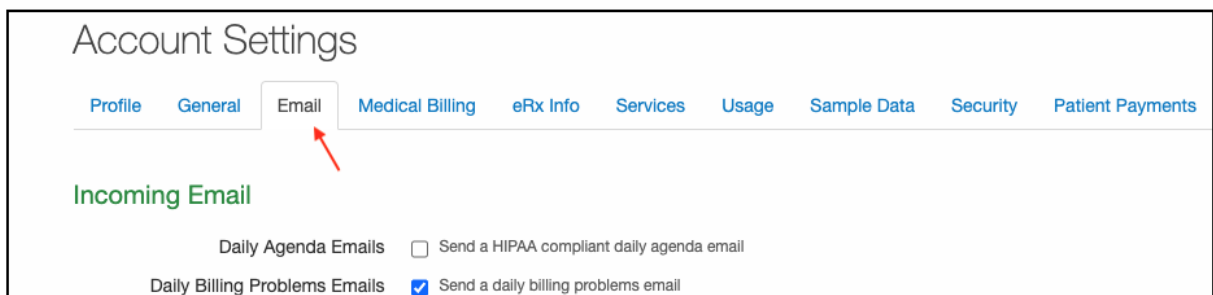 Account Settings
Profile General Email Medical Billing eRx Info Services Usage Sample Data Security Patient Payments
Incoming Email
Daily Agenda Emails Send a HIPAA compliant daily agenda email
Daily Billing Problems Emails Send a daily billing problems email